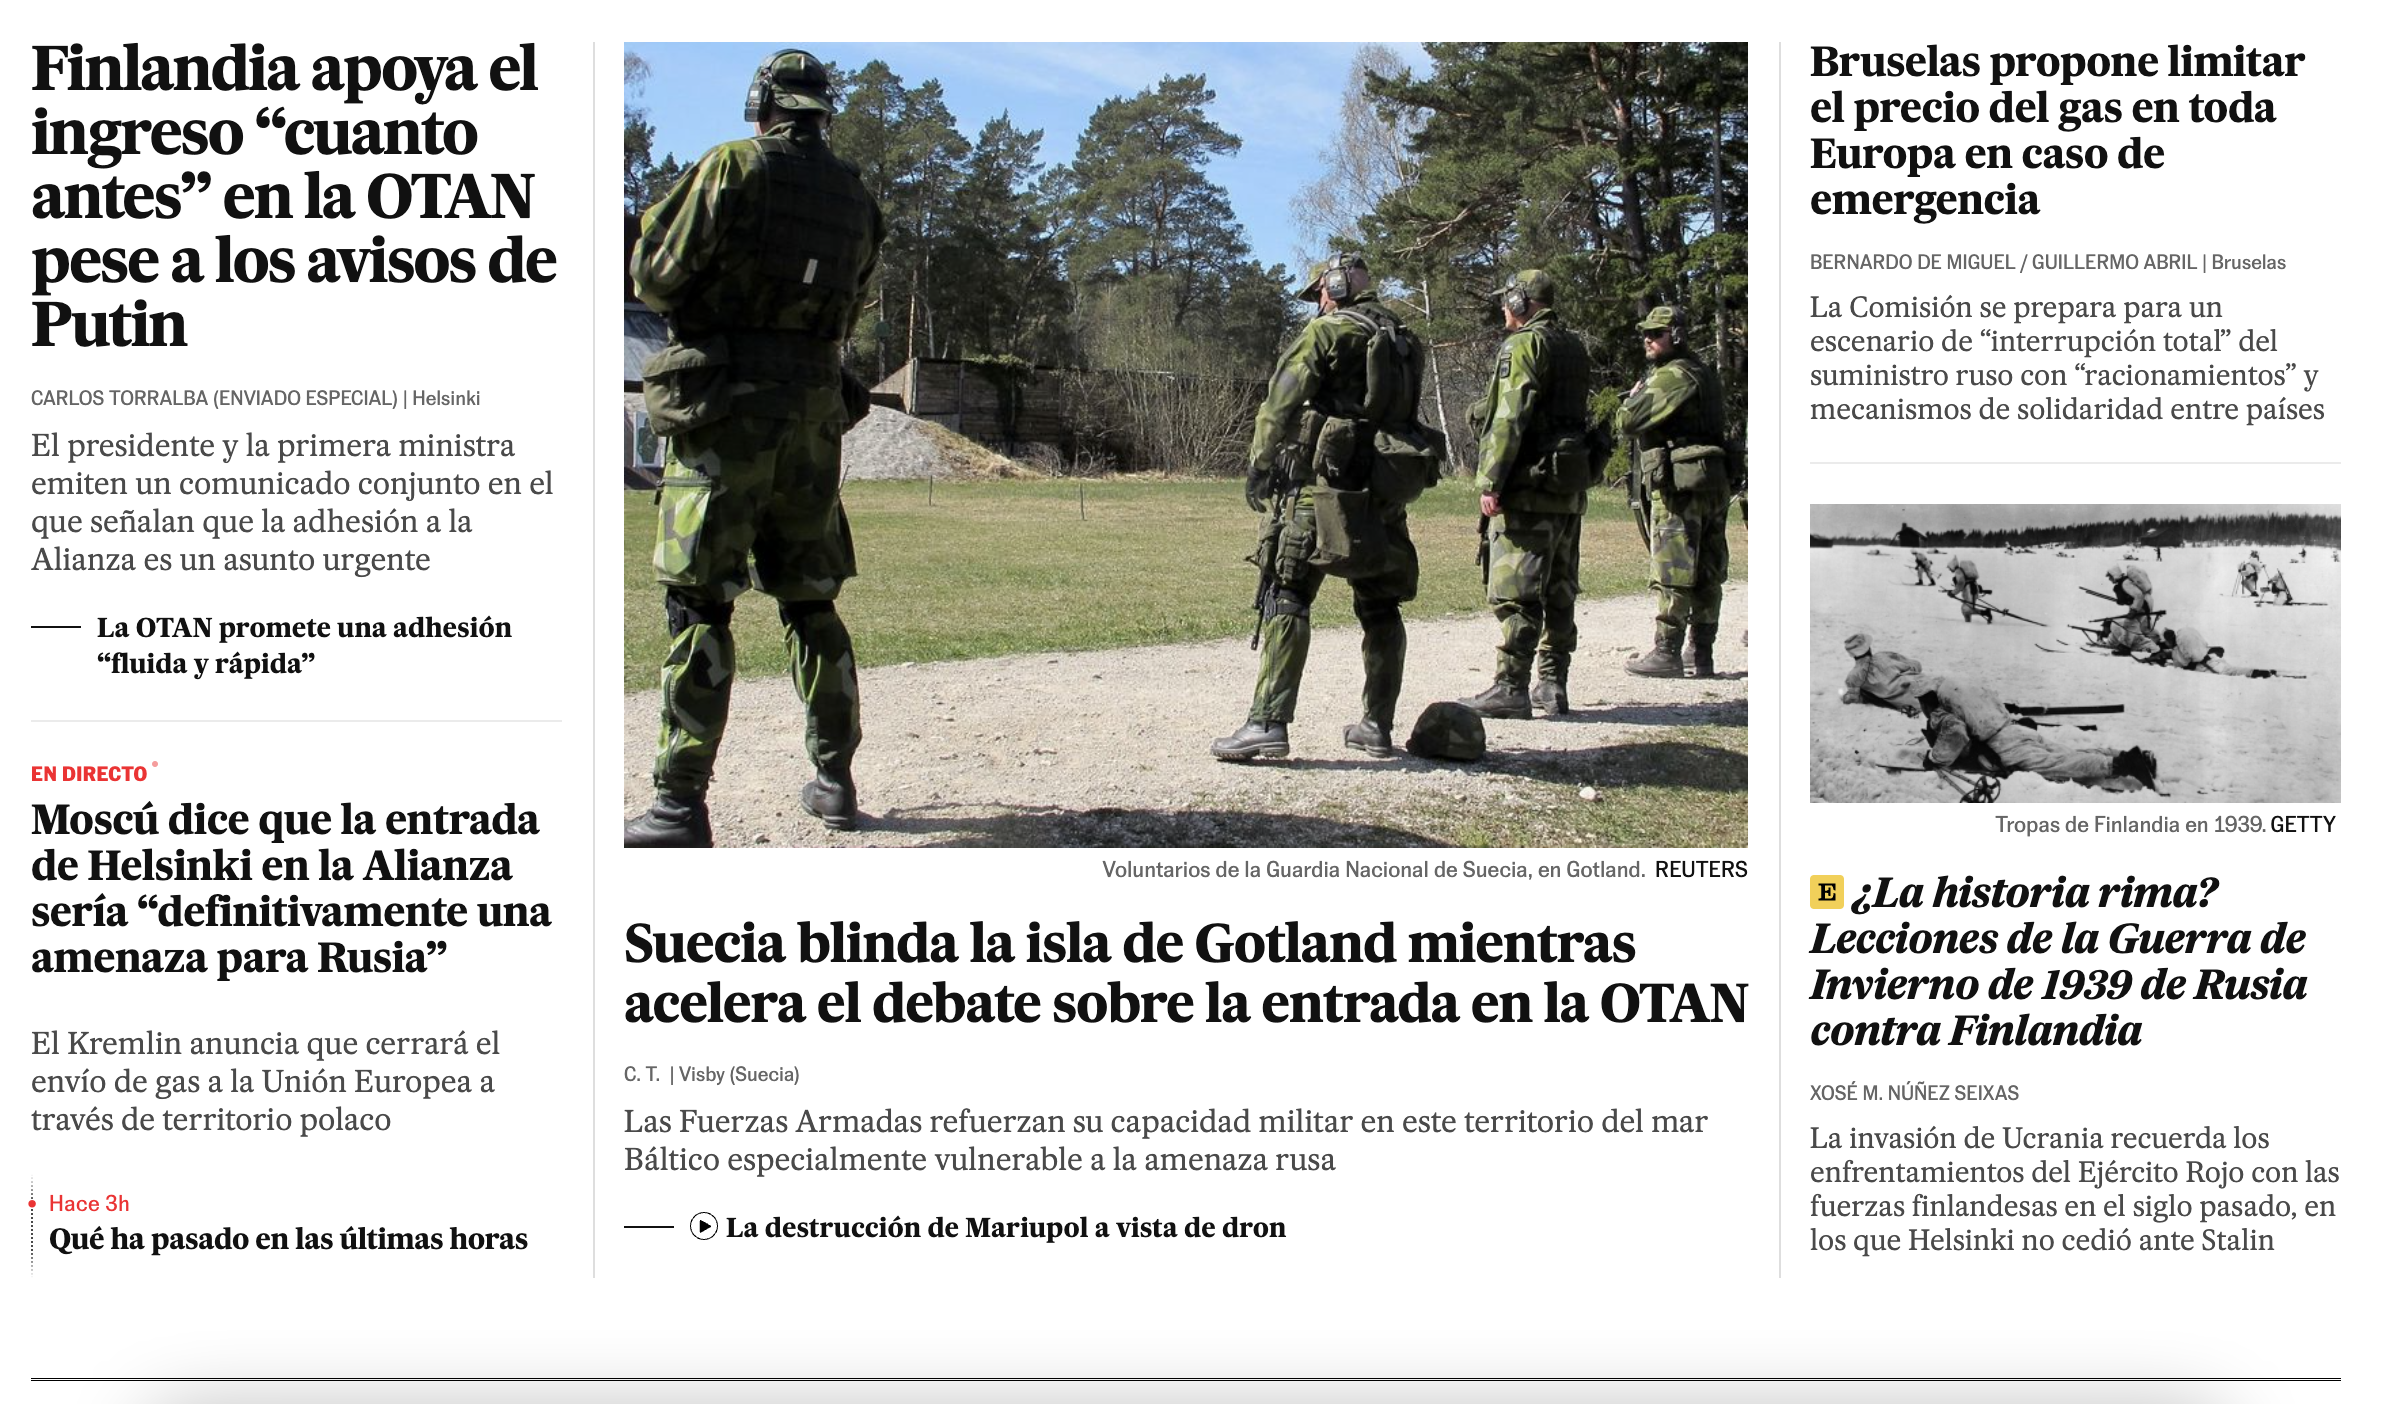 Finlandia apoya el
ingreso “cuanto
antes” en la OTAN
pese a los avisos de
Putin
CARLOS TORRALBA (ENVIADO ESPECIAL) | Helsinki
El presidente y la primera ministra
emiten un comunicado conjunto en el
que señalan que la adhesión a la
Alianza es un asunto urgente
La OTAN promete una adhesión
“fluida y rápida”
EN DIRECTO
Moscú dice que la entrada
de Helsinki en la Alianza
sería “definitivamente una
amenaza para Rusia”
El Kremlin anuncia que cerrará el
envío de gas a la Unión Europea a
través de territorio polaco
Hace 3h
Qué ha pasado en las últimas horas
Voluntarios de la Guardia Nacional de Suecia, en Gotland. REUTERS
Suecia blinda la isla de Gotland mientras
acelera el debate sobre la entrada en la OTAN
C. T. | Visby (Suecia)
Las Fuerzas Armadas refuerzan su capacidad militar en este territorio del mar
Báltico especialmente vulnerable a la amenaza rusa
La destrucción de Mariupol a vista de dron
Bruselas propone limitar
el precio del gas en toda
Europa en caso de
emergencia
BERNARDO DE MIGUEL / GUILLERMO ABRIL | Bruselas
La Comisión se prepara para un
escenario de “interrupción total” del
suministro ruso con “racionamientos” y
mecanismos de solidaridad entre países
Tropas de Finlandia en 1939. GETTY
E ¿La historia rima?
Lecciones de la Guerra de
Invierno de 1939 de Rusia
contra Finlandia
XOSÉ M. NÚÑEZ SEIXAS
La invasión de Ucrania recuerda los
enfrentamientos del Ejército Rojo con las
fuerzas finlandesas en el siglo pasado, en
los que Helsinki no cedió ante Stalin